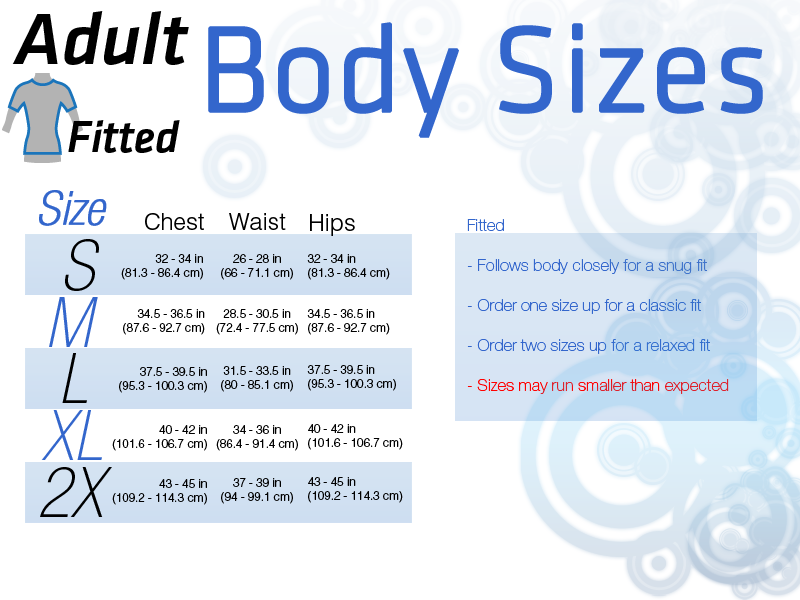 Adult
Body Sizes
Fitted
Size Chest Waist Hips
S 32 - 34 in 26 - 28 in 32 - 34 in
(81.3 - 86.4 cm) (66 - 71.1 cm) (81.3 - 86.4 cm)
M 34.5 - 36.5 in 28.5 - 30.5 in 34.5 - 36.5 in
(87.6 - 92.7 cm) (72.4 - 77.5 cm) (87.6 - 92.7 cm)
L 37.5 - 39.5 in 31.5 - 33.5 in 37.5 - 39.5 in
(95.3 - 100.3 cm) (80 - 85.1 cm) (95.3 - 100.3 cm)
XL 40 - 42 in 34 - 36 in 40 - 42 in
(101.6 - 106.7 cm) (86.4 - 91.4 cm) (101.6 - 106.7 cm)
2X 43 - 45 in 37 - 39 in 43 - 45 in
(109.2 - 114.3 cm) (94 - 99.1 cm) (109.2 - 114.3 cm)
Fitted
- Follows body closely for a snug fit
- Order one size up for a classic fit
- Order two sizes up for a relaxed fit
- Sizes may run smaller than expected